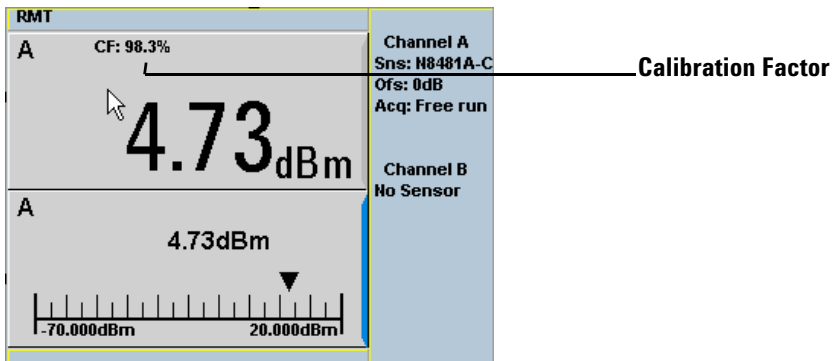 RMT
A
CF: 98.3%
4.73dBm
A
4.73dBm
-70.000dBm
20.000dBm
Channel A
Sns: N8481A-C
Ofs: 0dB
Acq: Free run
Channel B
No Sensor
Calibration Factor